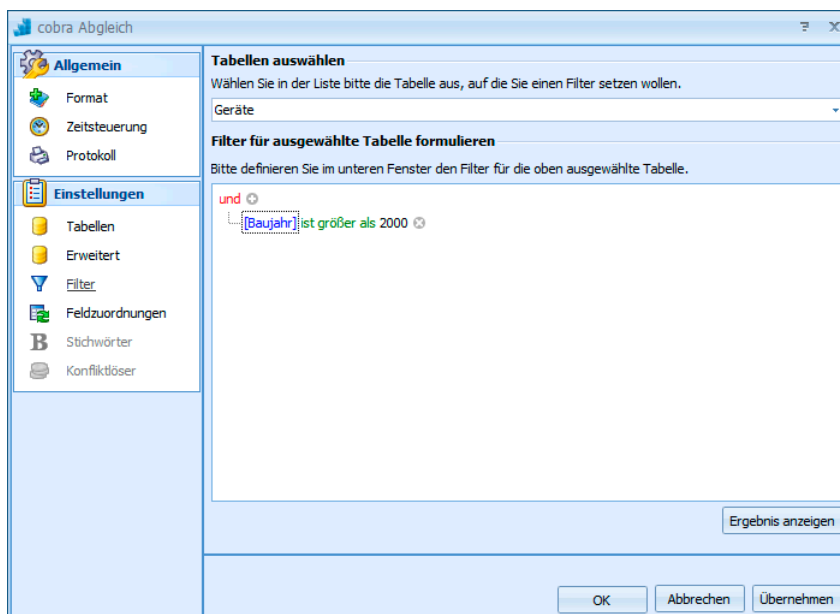 cobra Abgleich
Allgemein
Format
Zeitsteuerung
Protokoll
Einstellungen
Tabellen
Erweitert
Filter
Feldzuordnungen
B Stichwörter
Konfliktlöser
Tabellen auswählen
Wählen Sie in der Liste bitte die Tabelle aus, auf die Sie einen Filter setzen wollen.
Geräte
Filter für ausgewählte Tabelle formulieren
Bitte definieren Sie im unteren Fenster den Filter für die oben ausgewählte Tabelle.
und
[Baujahr] ist größer als 2000
Ergebnis anzeigen
OK Abbrechen Übernehmen